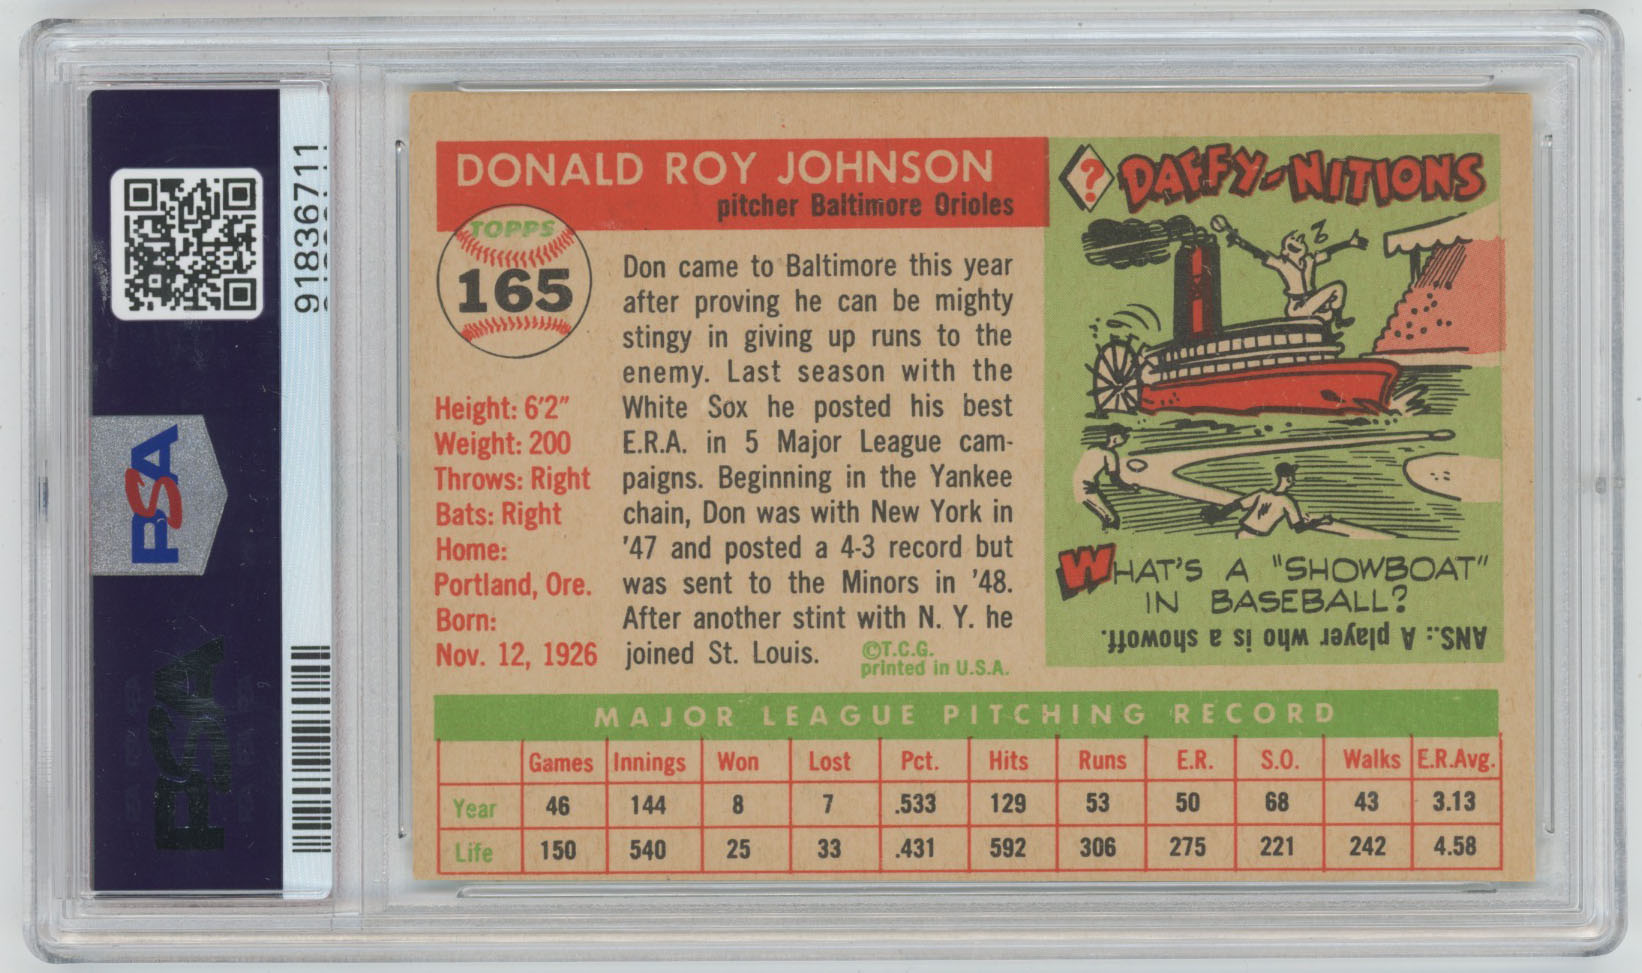 91836711
PSA
PSA
DONALD ROY JOHNSON
pitcher Baltimore Orioles
TOPPS
165
Height: 6'2"
Weight: 200
Throws: Right
Bats: Right
Home:
Portland, Ore.
Born:
Nov. 12, 1926
Don came to Baltimore this year
after proving he can be mighty
stingy in giving up runs to the
enemy. Last season with the
White Sox he posted his best
E.R.A. in 5 Major League cam-
paigns. Beginning in the Yankee
chain, Don was with New York in
'47 and posted a 4-3 record but
was sent to the Minors in '48.
After another stint with N. Y. he
joined St. Louis.
©T.C.G.
printed in U.S.A.
? DAFFY-NITIONS
WHAT'S A "SHOWBOAT"
IN BASEBALL?
ANS.: A player who is a showoff.
MAJOR LEAGUE PITCHING RECORD
Games Innings Won Lost Pct. Hits Runs E.R. S.O. Walks E.R.Avg.
Year 46 144 8 7 .533 129 53 50 68 43 3.13
Life 150 540 25 33 .431 592 306 275 221 242 4.58